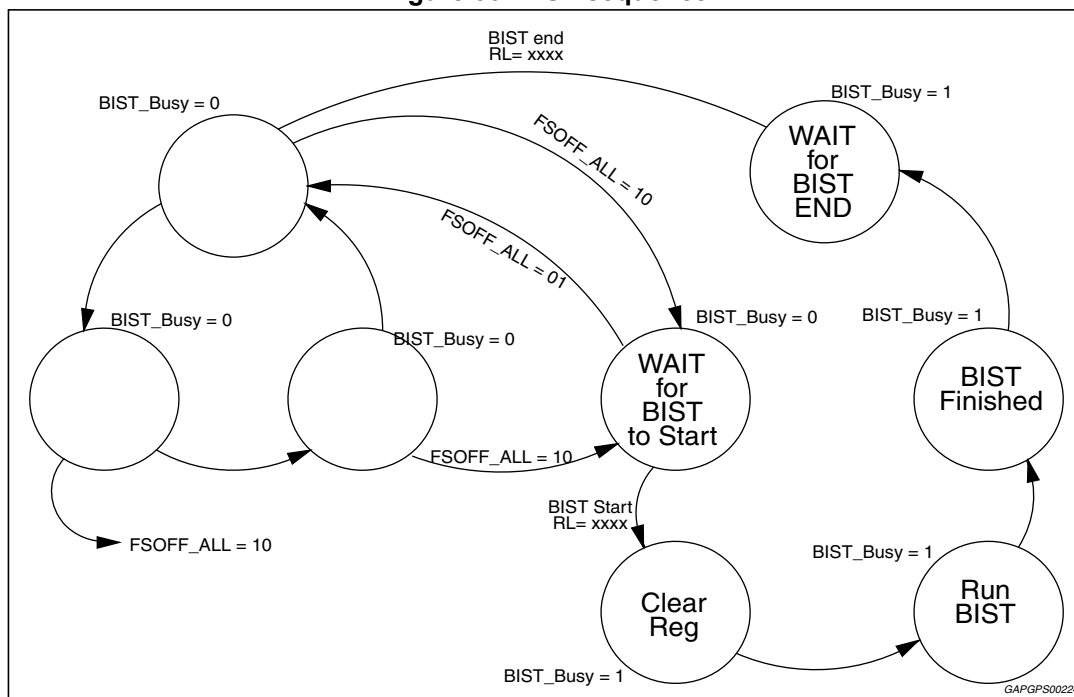 BIST end
RL= xxxx
BIST_Busy = 0
BIST_Busy = 1
WAIT
for
BIST
END
FSOFF_ALL = 10
FSOFF_ALL = 01
BIST_Busy = 0
BIST_Busy = 0
BIST_Busy = 0
BIST_Busy = 1
WAIT
for
BIST
to Start
BIST
Finished
FSOFF_ALL = 10
BIST Start
RL= xxxx
FSOFF_ALL = 10
BIST_Busy = 1
Clear
Reg
Run
BIST
BIST_Busy = 1